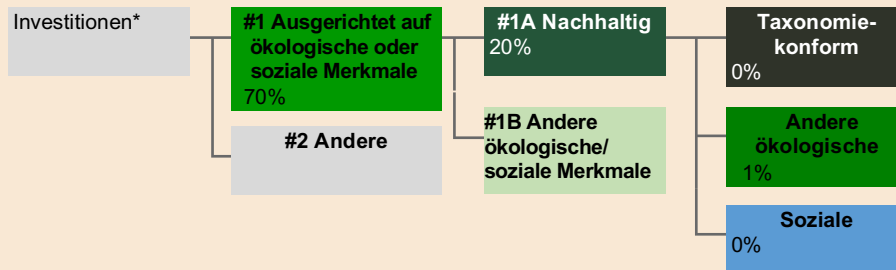 Investitionen*
#1 Ausgerichtet auf
ökologische oder
soziale Merkmale
70%
#2 Andere
#1A Nachhaltig
20%
#1B Andere
ökologische/
soziale Merkmale
Taxonomie-
konform
0%
Andere
ökologische
1%
Soziale
0%